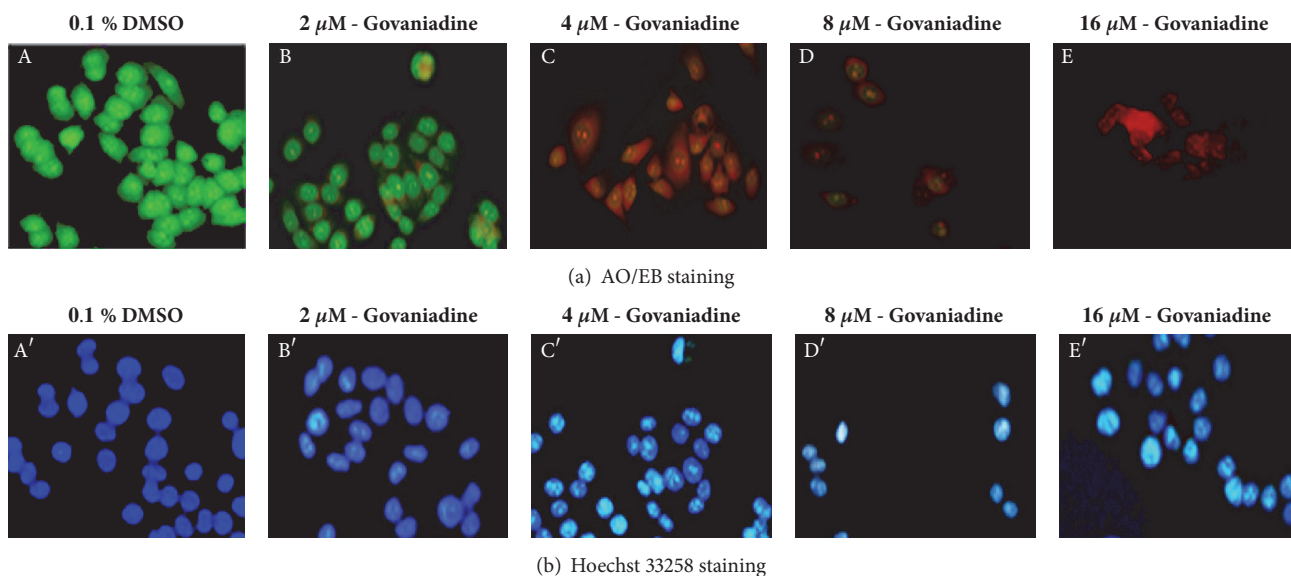 0.1 % DMSO 2 μM - Govaniadine 4 μM - Govaniadine 8 μM - Govaniadine 16 μM - Govaniadine
A B C D E
(a) AO/EB staining
0.1 % DMSO 2 μM - Govaniadine 4 μM - Govaniadine 8 μM - Govaniadine 16 μM - Govaniadine
A′ B′ C′ D′ E′
(b) Hoechst 33258 staining